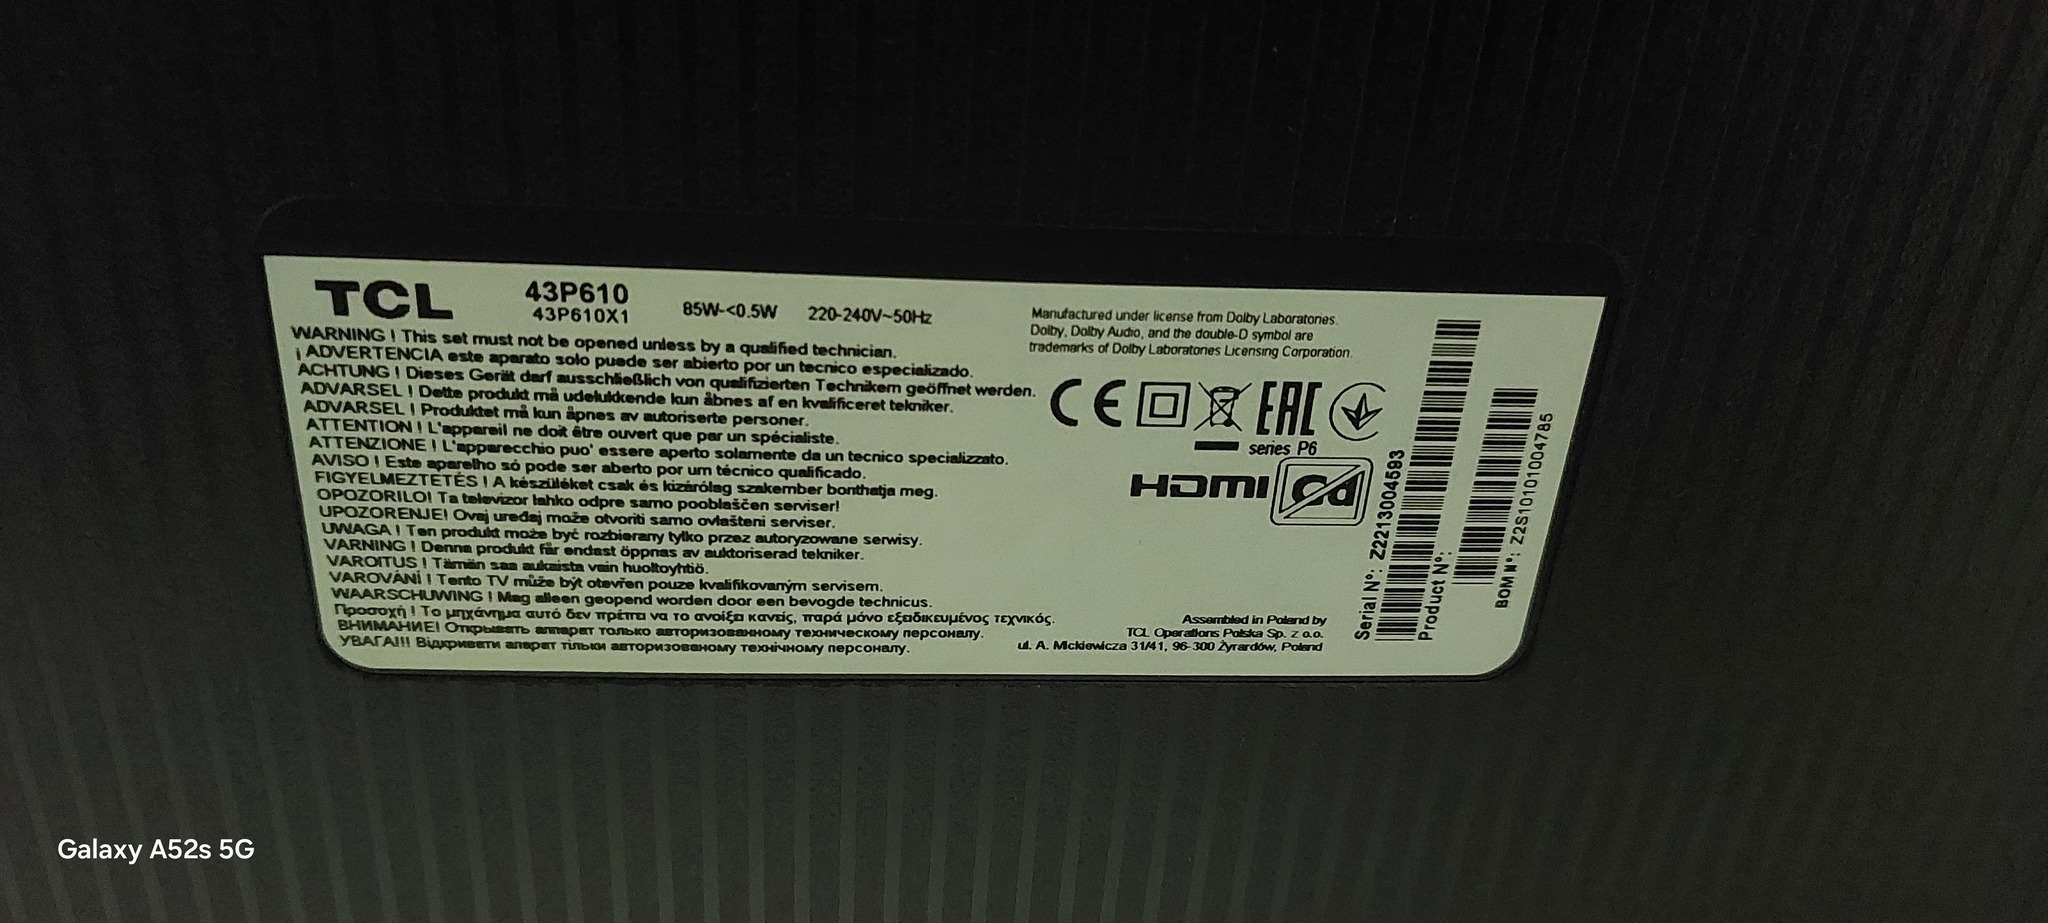 TCL
43P610
43P610X1
85W-<0.5W
220-240V~50Hz
WARNING ! This set must not be opened unless by a qualified technician.
¡ ADVERTENCIA este aparato solo puede ser abierto por un tecnico especializado.
ACHTUNG ! Dieses Gerät darf ausschließlich von qualifizierten Technikern geöffnet werden.
ADVARSEL ! Dette produkt må udelukkende kun åbnes af en kvalificeret tekniker.
ADVARSEL ! Produktet må kun åpnes av autoriserte personer.
ATTENTION ! L'appareil ne doit être ouvert que par un spécialiste.
ATTENZIONE ! L'apparecchio puo' essere aperto solamente da un tecnico specializzato.
AVISO ! Este aparelho só pode ser aberto por um técnico qualificado.
FIGYELMEZTETÉS ! A készüléket csak és kizárólag szakember bonthatja meg.
OPOZORILO! Ta televizor lahko odpre samo pooblaščen serviser!
UPOZORENJE! Ovaj uređaj može otvoriti samo ovlašteni serviser.
UWAGA ! Ten produkt może być rozbierany tylko przez autoryzowane serwisy.
VARNING ! Denna produkt får endast öppnas av auktoriserad tekniker.
VAROITUS ! Tämän saa aukaista vain huoltoyhtiö.
VAROVÁNÍ ! Tento TV může být otevřen pouze kvalifikovaným servisem.
WAARSCHUWING ! Mag alleen geopend worden door een bevogde technicus.
Προσοχή ! Το μηχάνημα αυτό δεν πρέπει να το ανοίξει κανείς, παρά μόνο εξειδικευμένος τεχνικός.
ВНИМАНИЕ! Открывать аппарат только авторизованному техническому персоналу.
УВАГА!!! Відкривати апарат тільки авторизованому технічному персоналу.
Manufactured under license from Dolby Laboratories.
Dolby, Dolby Audio, and the double-D symbol are
trademarks of Dolby Laboratories Licensing Corporation.
CE EAC
series P6
HDMI Cd
Assembled in Poland by
TCL Operations Polska Sp. z o.o.
ul. A. Mickiewicza 31/41, 96-300 Żyrardów, Poland
Serial N°: Z2213004593
Product N°:
BOM N°: Z2S10101004785
Galaxy A52s 5G